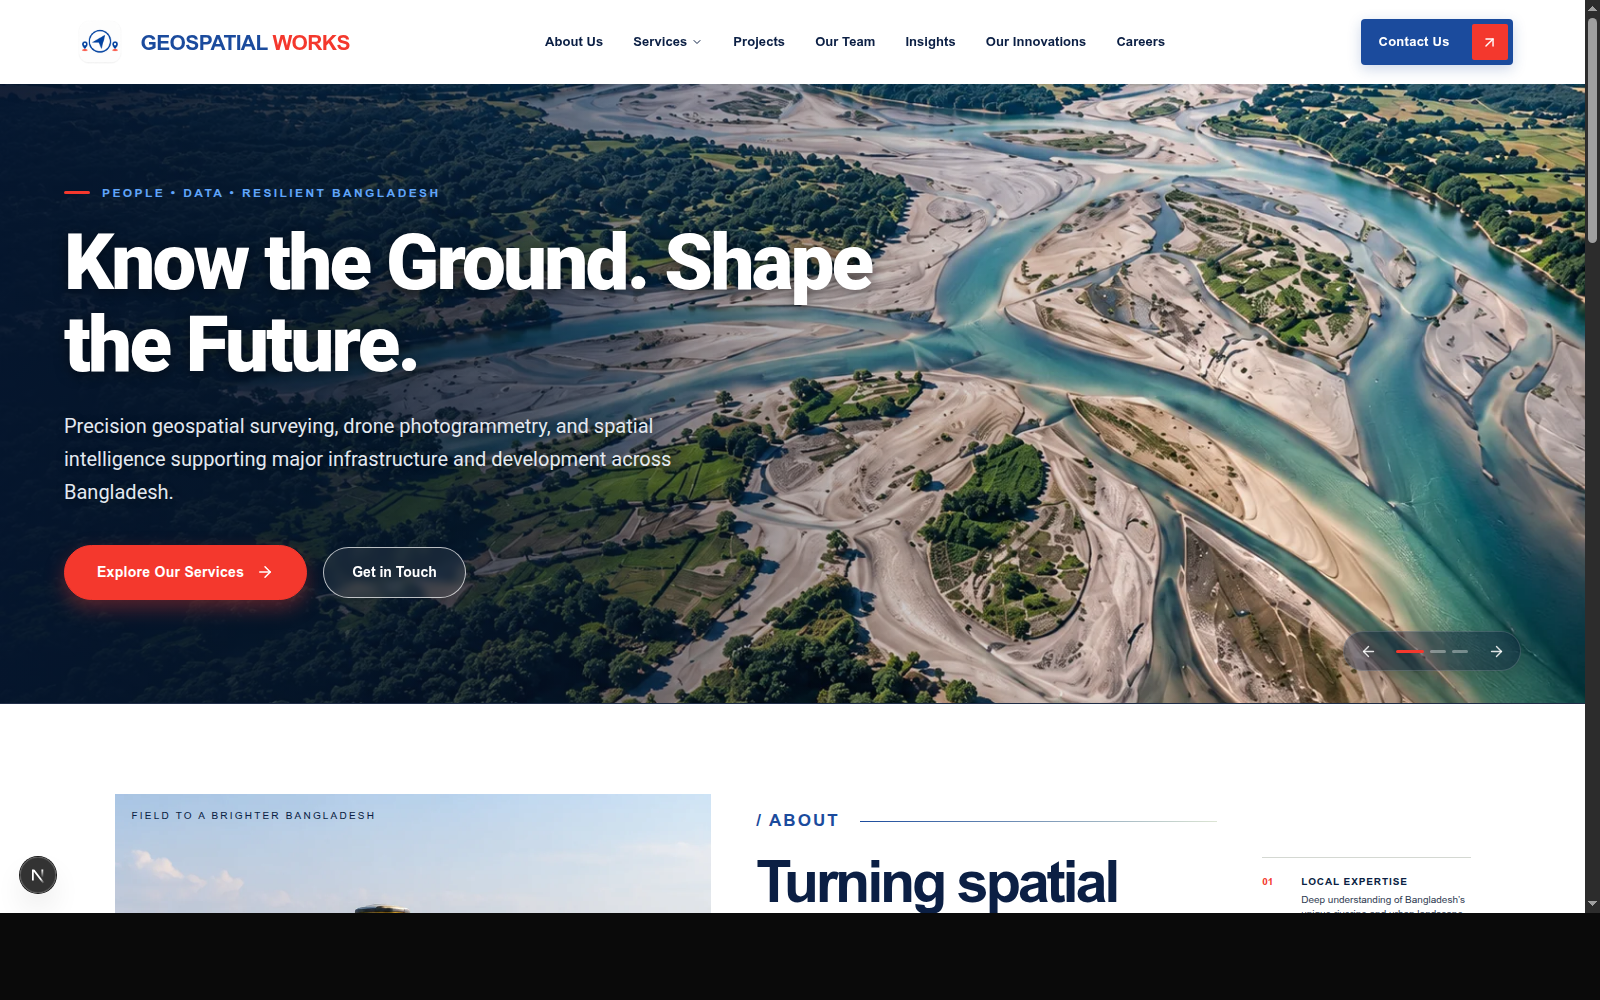 GEOSPATIAL WORKS
About Us
Services
Projects
Our Team
Insights
Our Innovations
Careers
Contact Us
PEOPLE • DATA • RESILIENT BANGLADESH
Know the Ground. Shape
the Future.
Precision geospatial surveying, drone photogrammetry, and spatial
intelligence supporting major infrastructure and development across
Bangladesh.
Explore Our Services
Get in Touch
FIELD TO A BRIGHTER BANGLADESH
/ ABOUT
Turning spatial
01 LOCAL EXPERTISE
Deep understanding of Bangladesh's
N